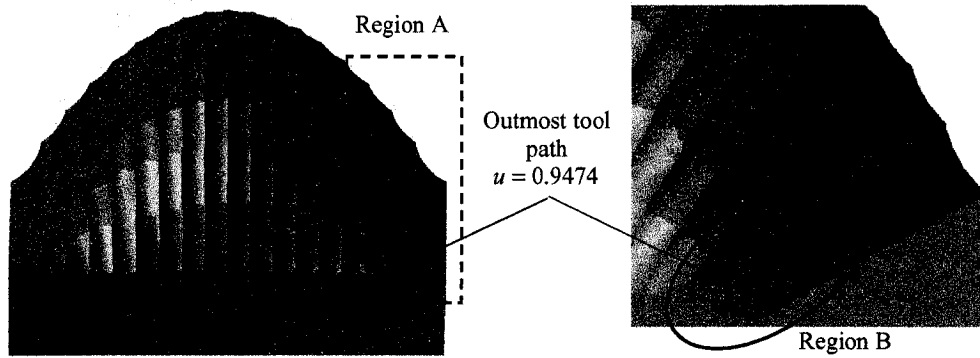 Region A
Outmost tool
path
u = 0.9474
Region B